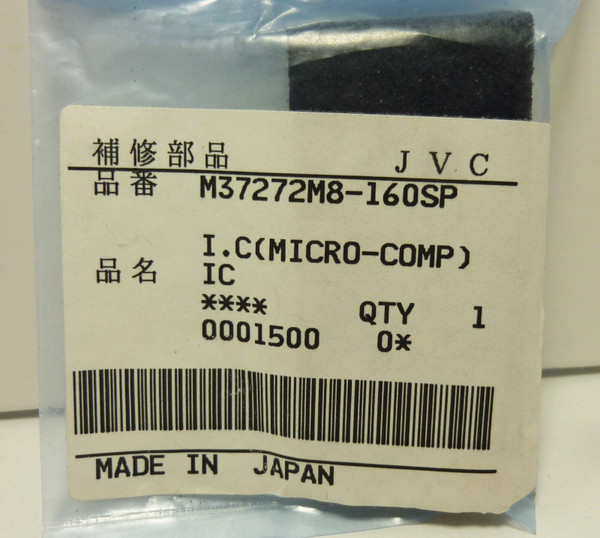 補修部品 JVC
品番 M37272M8-160SP
I.C(MICRO-COMP)
品名 IC
**** QTY 1
0001500 0*
MADE IN JAPAN